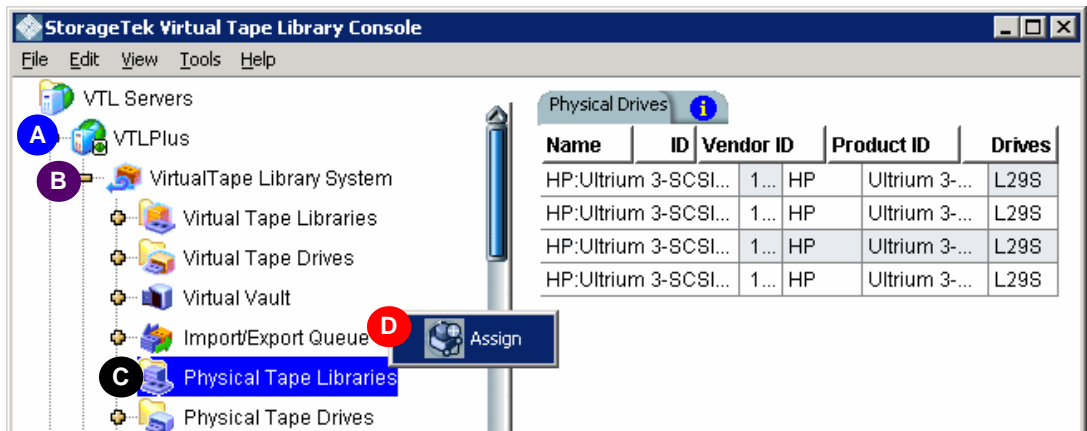 StorageTek Virtual Tape Library Console
File Edit View Tools Help
VTL Servers
A VTLPlus
B VirtualTape Library System
Virtual Tape Libraries
Virtual Tape Drives
Virtual Vault
Import/Export Queue
D Assign
C Physical Tape Libraries
Physical Tape Drives
Physical Drives i
Name ID Vendor ID Product ID Drives
HP:Ultrium 3-SCSI... 1... HP Ultrium 3-... L29S
HP:Ultrium 3-SCSI... 1... HP Ultrium 3-... L29S
HP:Ultrium 3-SCSI... 1... HP Ultrium 3-... L29S
HP:Ultrium 3-SCSI... 1... HP Ultrium 3-... L29S